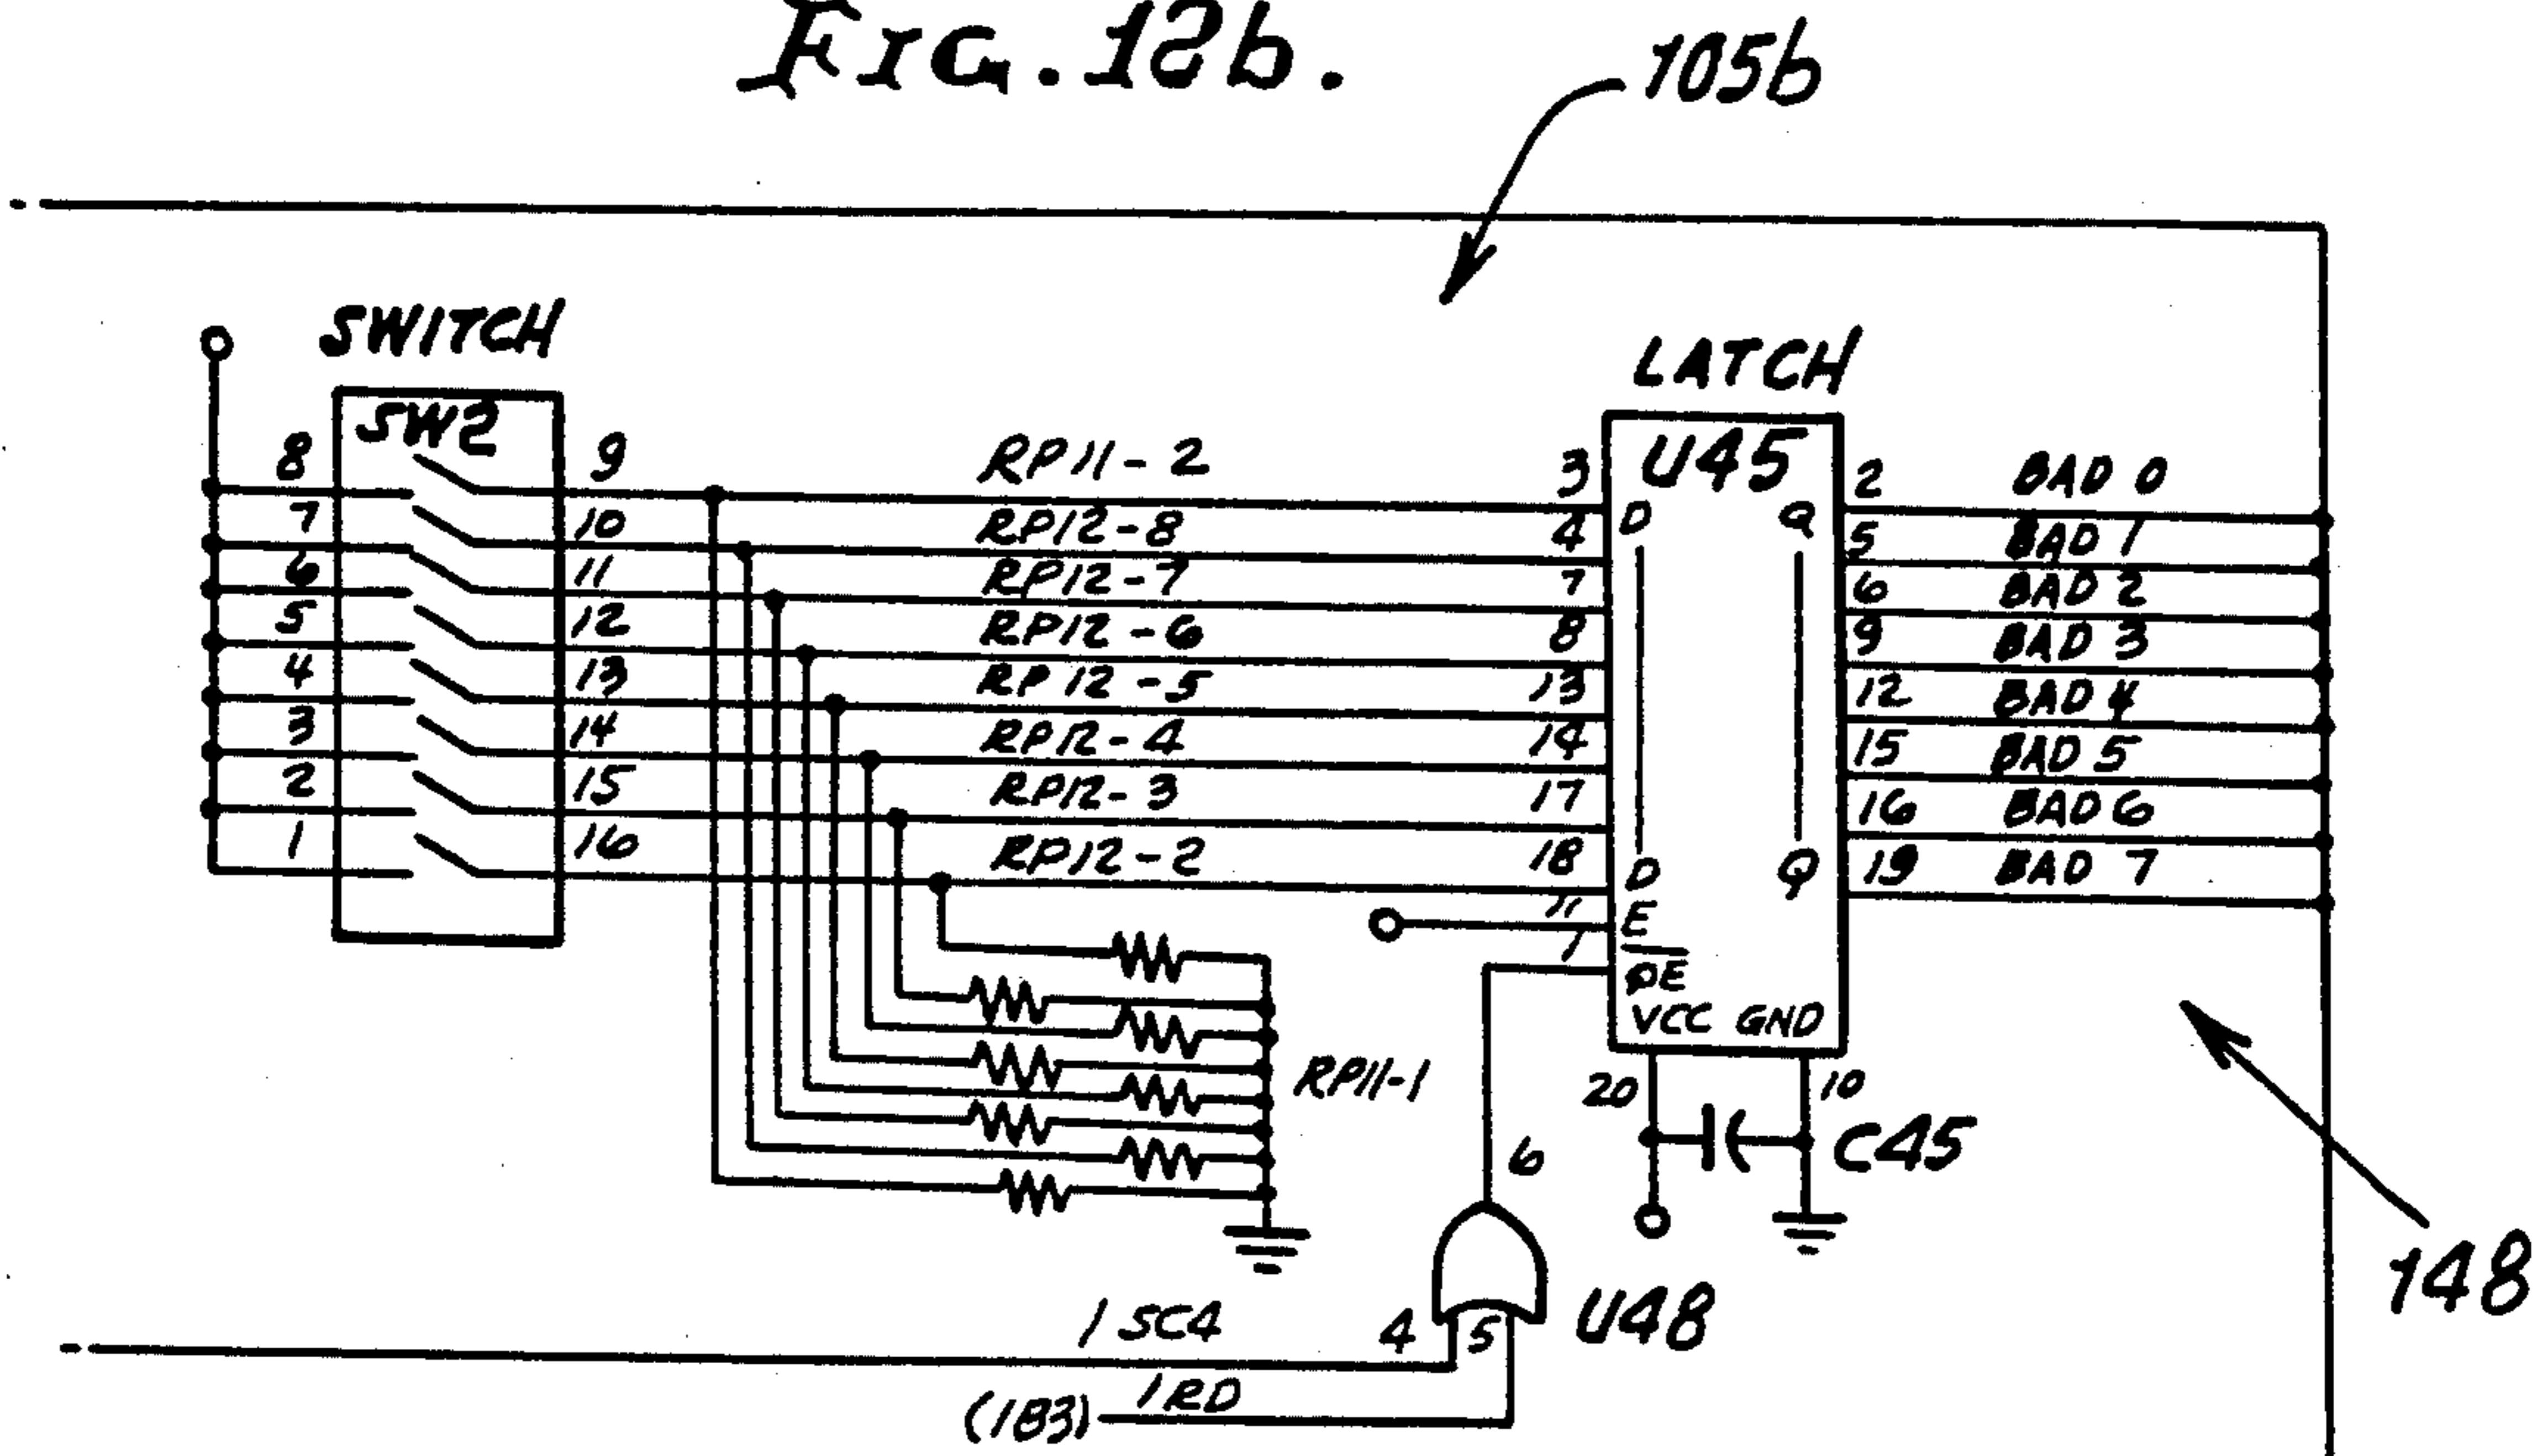 FIG. 12b.
105b
SWITCH
LATCH
SW2
U45
8 9 RP11-2 3 D Q 2 BAD 0
7 10 RP12-8 4 5 BAD 1
6 11 RP12-7 7 6 BAD 2
5 12 RP12-6 8 9 BAD 3
4 13 RP12-5 13 12 BAD 4
3 14 RP12-4 14 15 BAD 5
2 15 RP12-3 17 16 BAD 6
1 16 RP12-2 18 D Q 19 BAD 7
11 E
1 OE
VCC GND
RP11-1
20 10
C45
6
148
U48
/SC4 4 5
(183) /RD